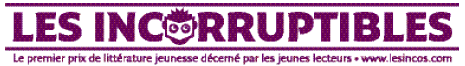 LES INCORRUPTIBLES
Le premier prix de littérature jeunesse décerné par les jeunes lecteurs • www.lesincos.com